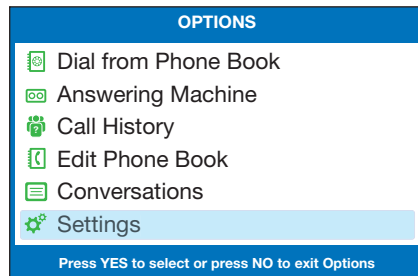 OPTIONS
Dial from Phone Book
Answering Machine
Call History
Edit Phone Book
Conversations
Settings
Press YES to select or press NO to exit Options